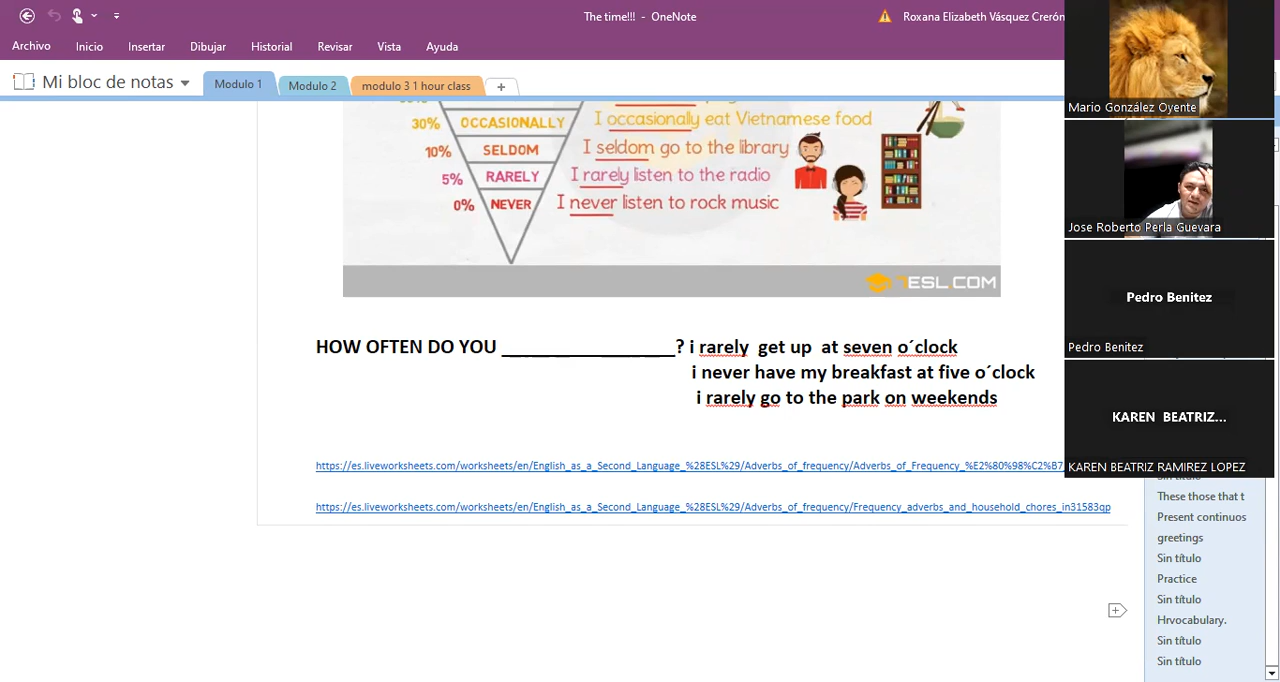 The time!!! - OneNote
Roxana Elizabeth Vásquez Crerón
Archivo Inicio Insertar Dibujar Historial Revisar Vista Ayuda
Mi bloc de notas Modulo 1 Modulo 2 modulo 3 1 hour class
Mario González Oyente
30% OCCASIONALLY I occasionally eat Vietnamese food
10% SELDOM I seldom go to the library
5% RARELY I rarely listen to the radio
0% NEVER I never listen to rock music
Jose Roberto Perla Guevara
7ESL.COM
Pedro Benitez
Pedro Benitez
HOW OFTEN DO YOU ____________________? i rarely get up at seven o´clock
i never have my breakfast at five o´clock
i rarely go to the park on weekends
KAREN BEATRIZ...
KAREN BEATRIZ RAMIREZ LOPEZ
https://es.liveworksheets.com/worksheets/en/English_as_a_Second_Language_%28ESL%29/Adverbs_of_frequency/Adverbs_of_Frequency_%E2%80%98%C2%B7
https://es.liveworksheets.com/worksheets/en/English_as_a_Second_Language_%28ESL%29/Adverbs_of_frequency/Frequency_adverbs_and_household_chores_in31583qp
Sin título
These those that t
Present continuos
greetings
Sin título
Practice
Sin título
Hrvocabulary.
Sin título
Sin título